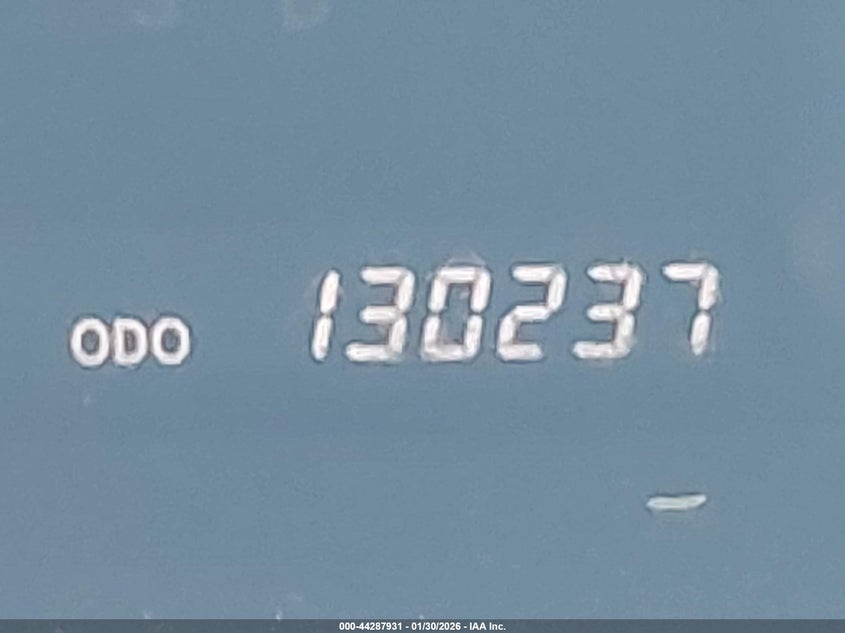 ODO 130237
000-44287931 - 01/30/2026 - IAA Inc.